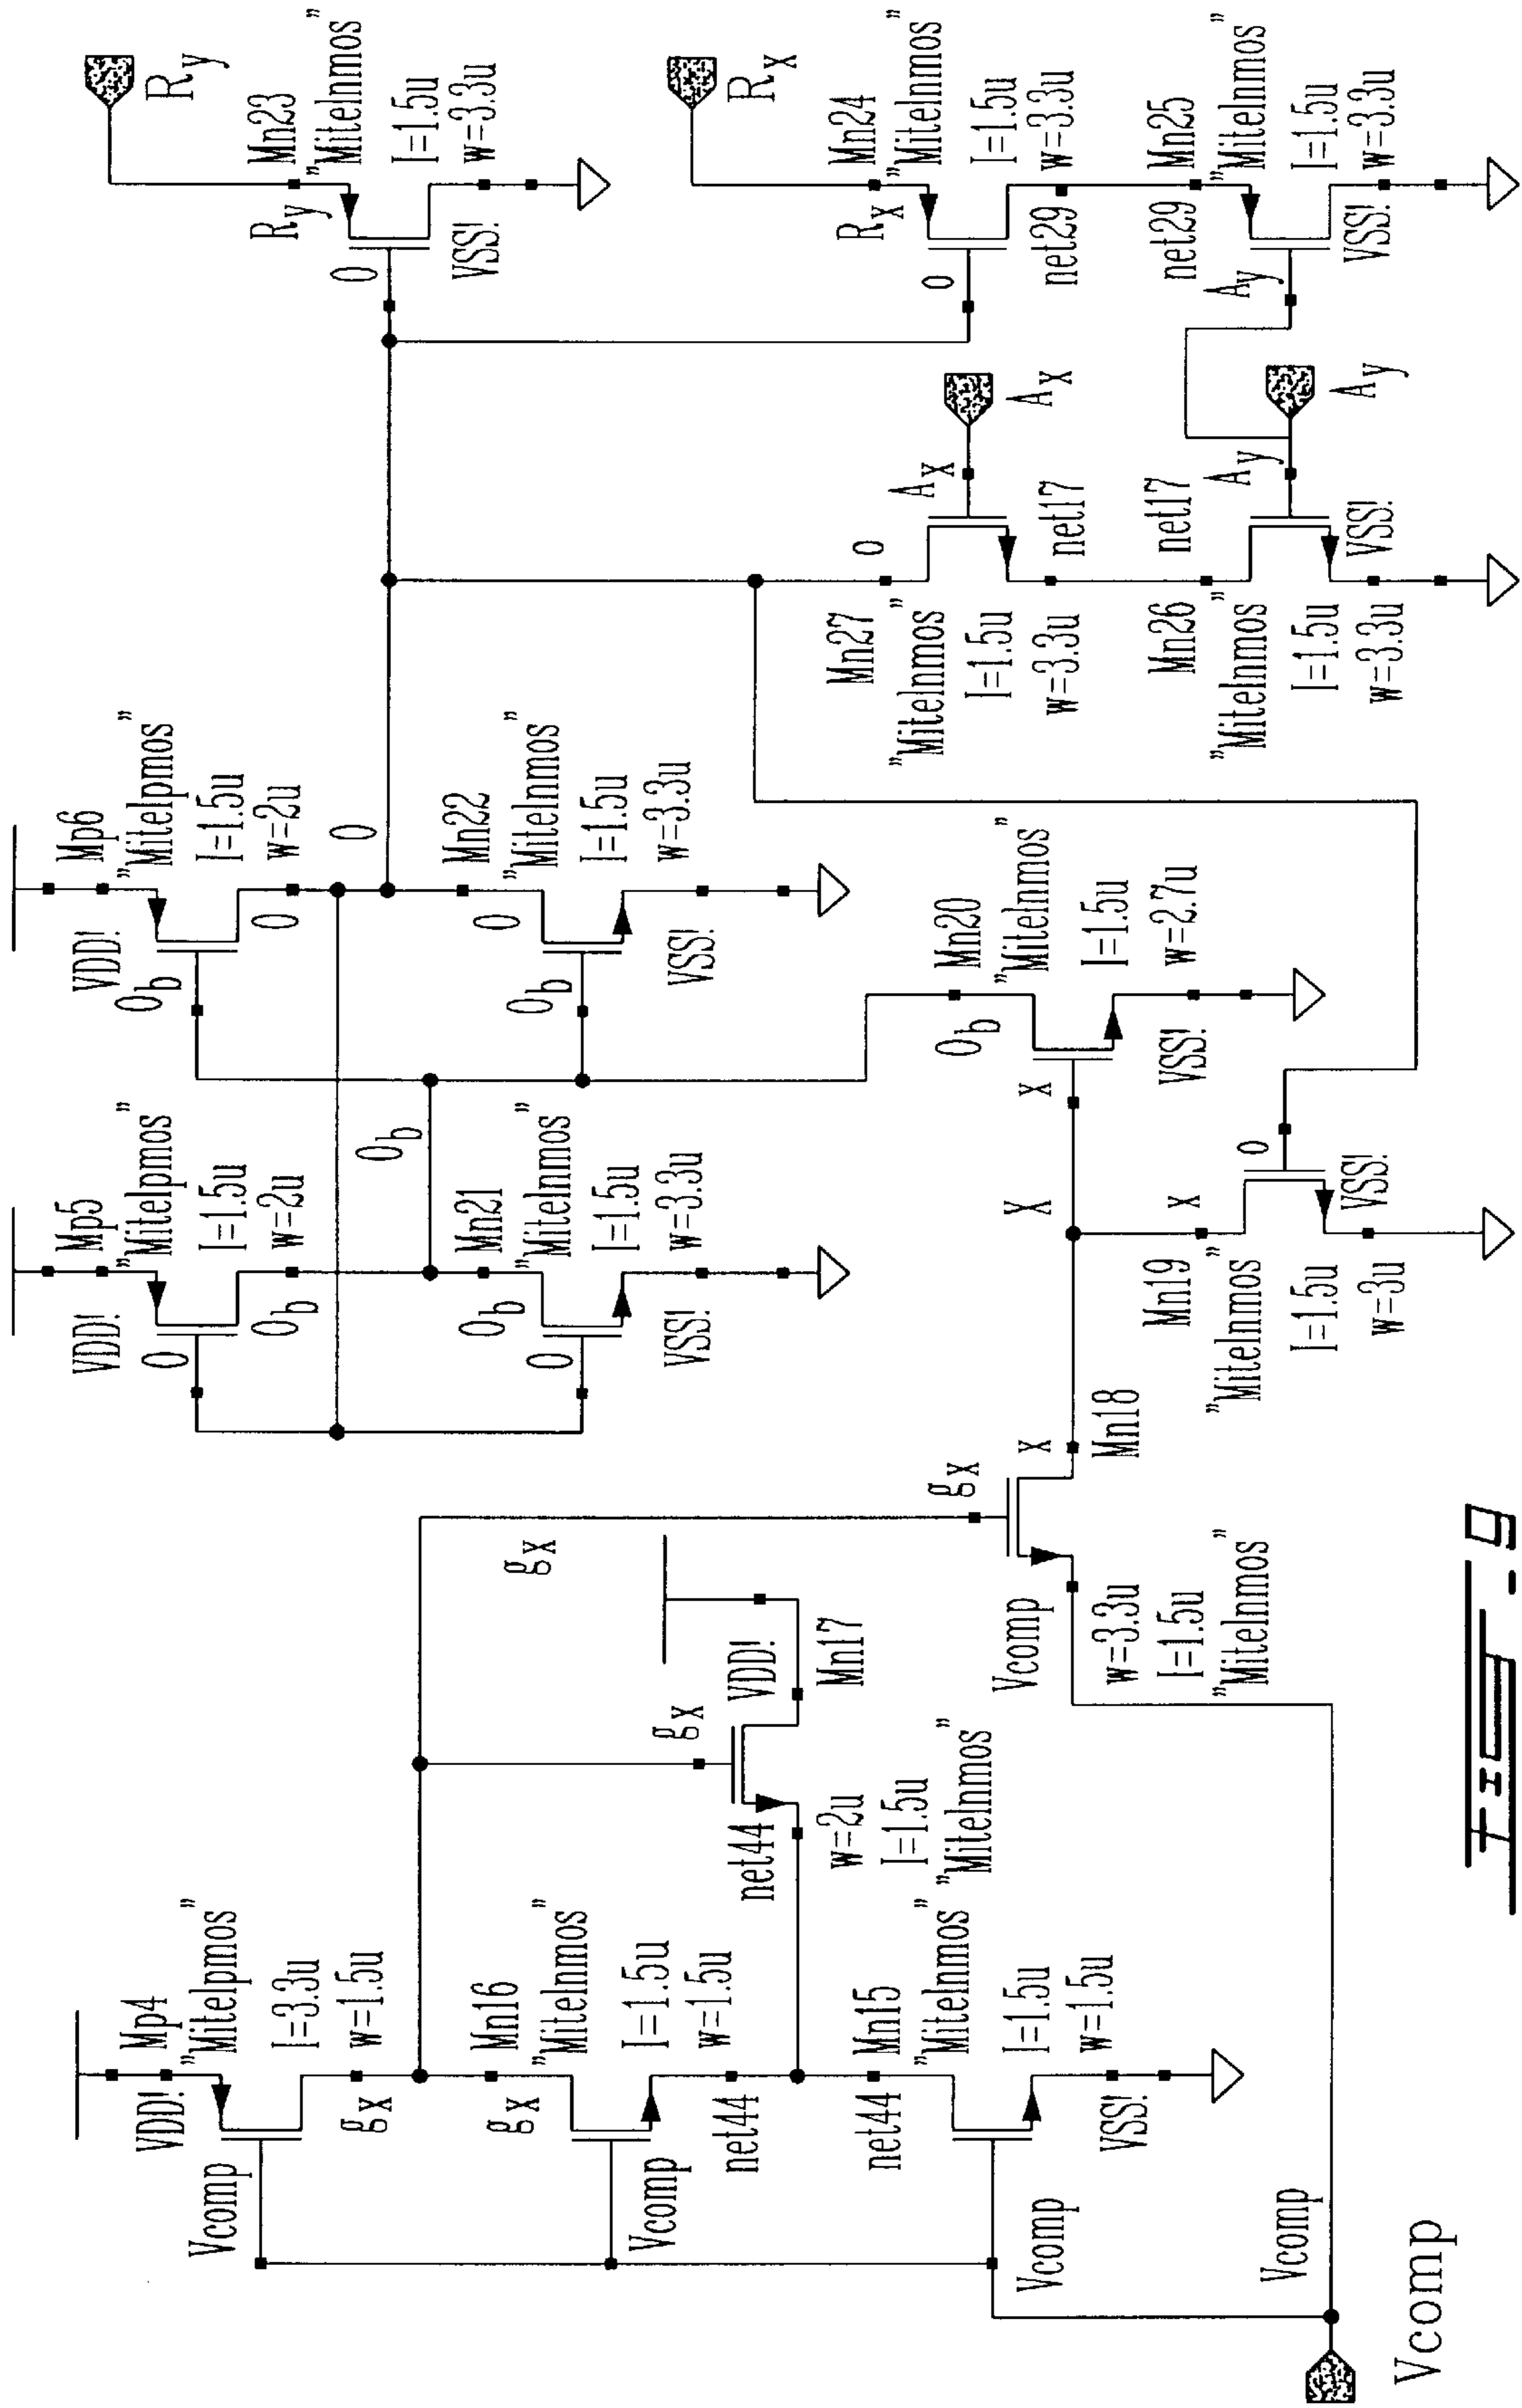 Mp4
"Mitelpmos"
l=3.3u
w=1.5u
VDD!
Vcomp
gx
Mn16
"Mitelnmos"
l=1.5u
w=1.5u
gx
Vcomp
net44
Mn15
"Mitelnmos"
l=1.5u
w=1.5u
net44
Vcomp
VSS!
Vcomp
Vcomp
gx
gx
VDD!
Mn17
net44
w=2u
l=1.5u
"Mitelnmos"
gx
x
Mn18
Vcomp
w=3.3u
l=1.5u
"Mitelnmos"
Mp5
"Mitelpmos"
l=1.5u
w=2u
VDD!
O
Ob
Ob
Mn21
"Mitelnmos"
l=1.5u
w=3.3u
Ob
O
VSS!
Mp6
"Mitelpmos"
l=1.5u
w=2u
VDD!
Ob
O
O
Mn22
"Mitelnmos"
l=1.5u
w=3.3u
O
Ob
VSS!
X
x
Mn19
"Mitelnmos"
l=1.5u
w=3u
o
VSS!
Mn20
"Mitelnmos"
l=1.5u
w=2.7u
Ob
x
VSS!
Mn27
"Mitelnmos"
l=1.5u
w=3.3u
o
Ax
Ax
net17
Mn26
"Mitelnmos"
l=1.5u
w=3.3u
net17
Ay
Ay
VSS!
Ry
Mn23
"Mitelnmos"
l=1.5u
w=3.3u
Ry
O
VSS!
Rx
Mn24
"Mitelnmos"
l=1.5u
w=3.3u
Rx
o
net29
Mn25
"Mitelnmos"
l=1.5u
w=3.3u
net29
Ay
VSS!
FIG-9